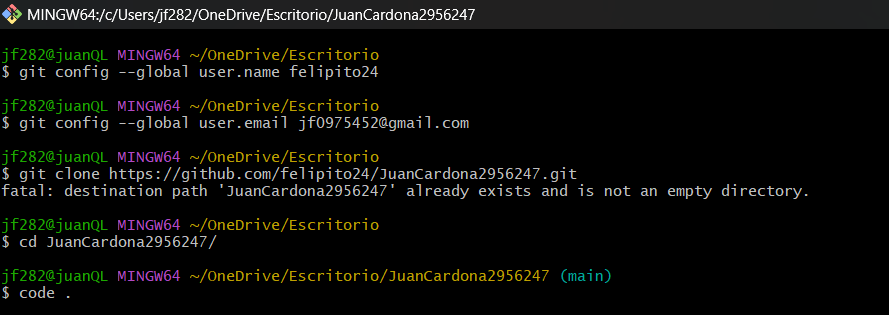 MINGW64:/c/Users/jf282/OneDrive/Escritorio/JuanCardona2956247
jf282@juanQL MINGW64 ~/OneDrive/Escritorio
$ git config --global user.name felipito24
jf282@juanQL MINGW64 ~/OneDrive/Escritorio
$ git config --global user.email jf0975452@gmail.com
jf282@juanQL MINGW64 ~/OneDrive/Escritorio
$ git clone https://github.com/felipito24/JuanCardona2956247.git
fatal: destination path 'JuanCardona2956247' already exists and is not an empty directory.
jf282@juanQL MINGW64 ~/OneDrive/Escritorio
$ cd JuanCardona2956247/
jf282@juanQL MINGW64 ~/OneDrive/Escritorio/JuanCardona2956247 (main)
$ code .